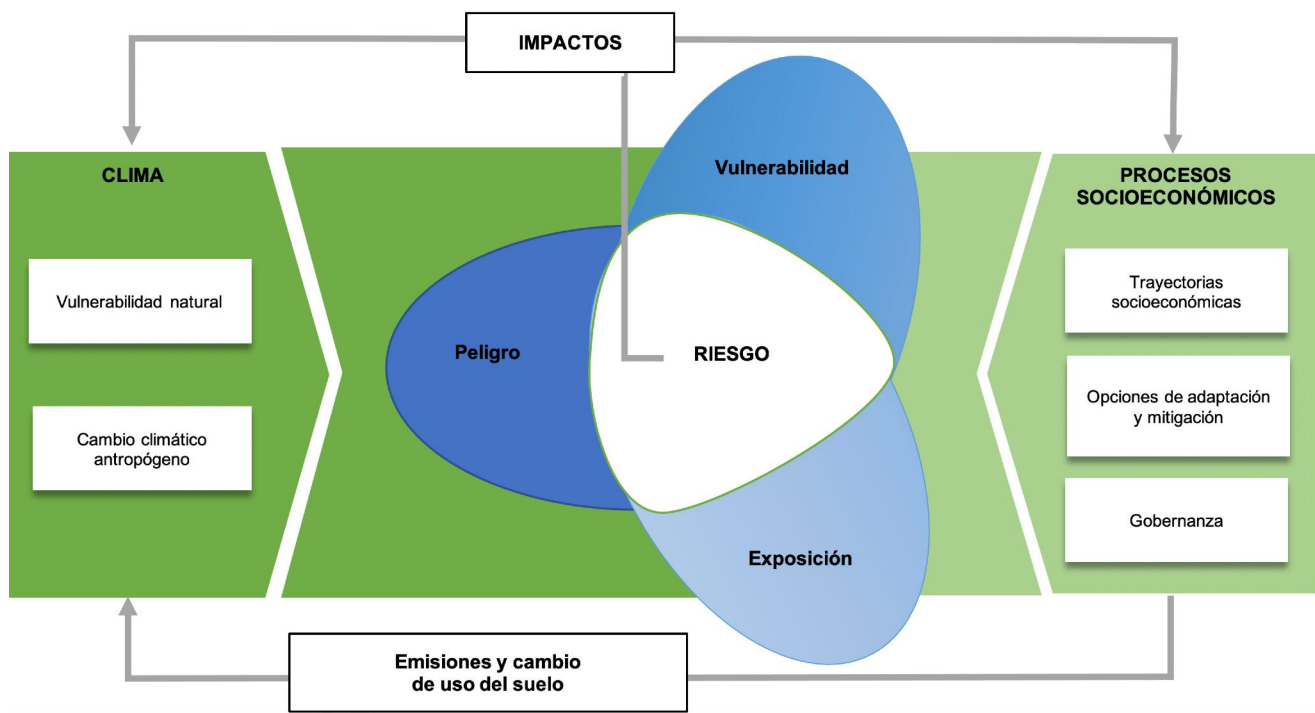 IMPACTOS
CLIMA
Vulnerabilidad natural
Cambio climático
antropógeno
Vulnerabilidad
Peligro
RIESGO
Exposición
PROCESOS
SOCIOECONÓMICOS
Trayectorias
socioeconómicas
Opciones de adaptación
y mitigación
Gobernanza
Emisiones y cambio
de uso del suelo